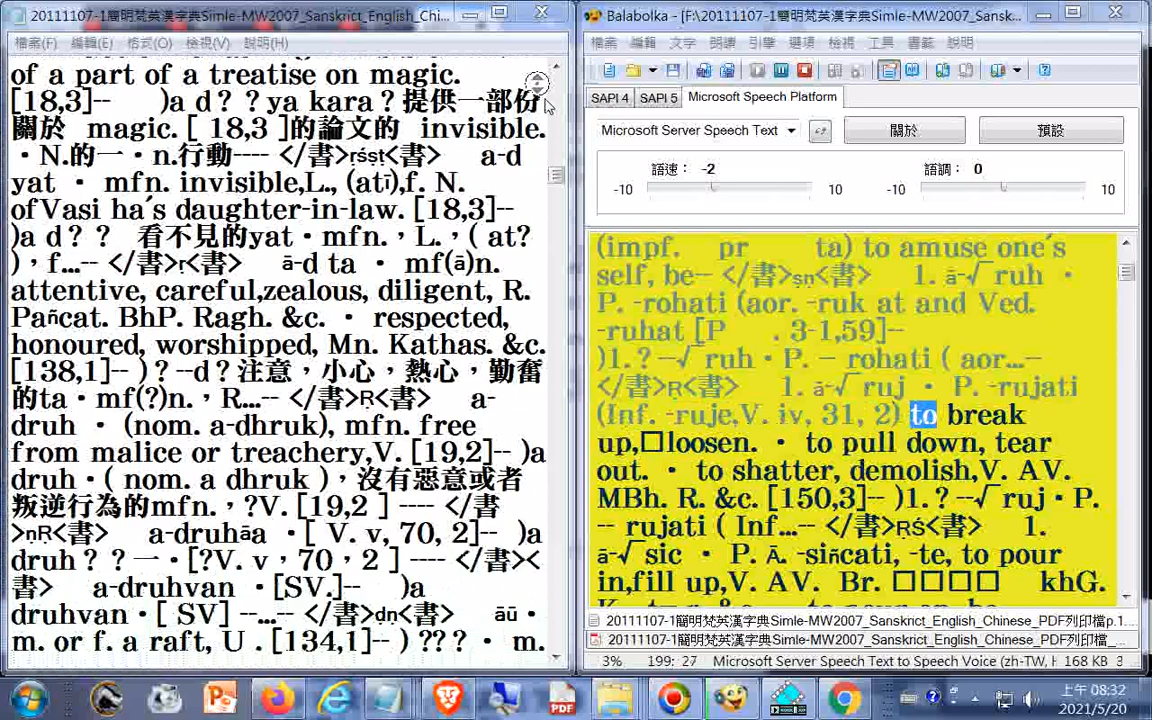 20111107-1簡明梵英漢字典Simle-MW2007_Sanskrict_English_Chi...
檔案(F) 編輯(E) 格式(O) 檢視(V) 說明(H)
of a part of a treatise on magic.
[18,3]-- )a d? ?ya kara ?提供一部份
關於 magic. [ 18,3 ]的論文的 invisible.
・N.的一・n.行動---- </書>ṛśṣṭ<書> a-d
yat ・ mfn. invisible,L., (atī),f. N.
ofVasi ha's daughter-in-law. [18,3]--
)a d? ? 看不見的yat・mfn.，L.，( at?
)，f...-- </書>ṛ<書> ā-d ta ・ mf(ā)n.
attentive, careful,zealous, diligent, R.
Pañcat. BhP. Ragh. &c. ・ respected,
honoured, worshipped, Mn. Kathas. &c.
[138,1]-- )? --d?注意，小心，熱心，勤奮
的ta・mf(?)n.，R...-- </書>Ṛ<書> a-
druh ・ (nom. a-dhruk), mfn. free
from malice or treachery,V. [19,2]-- )a
druh・( nom. a dhruk )，沒有惡意或者
叛逆行為的mfn.，?V. [19,2 ] ---- </書
>ṇR<書> a-druhāa ・[ V. v, 70, 2]-- )a
druh ? ? 一・[?V. v，70，2 ] ---- </書><
書> a-druhvan ・[SV.]-- )a
druhvan・[ SV] --...-- </書>ḍṇ<書> āū・
m. or f. a raft, U . [134,1]-- ) ???・m.
Balabolka - [F:\20111107-1簡明梵英漢字典Simle-MW2007_Sansk...
檔案 編輯 文字 朗讀 引擎 選項 檢視 工具 書籤 說明
SAPI 4 SAPI 5 Microsoft Speech Platform
Microsoft Server Speech Text 關於 預設
語速： -2 語調： 0
-10 10 -10 10
(impf. pr ta) to amuse one's
self, be-- </書>ṣṇ<書> 1. ā-√ruh ・
P. -rohati (aor. -ruk at and Ved.
-ruhat [P . 3-1,59]--
)1. ? --√ruh・P. – rohati ( aor...--
</書>Ṛ<書> 1. ā-√ruj ・ P. -rujati
(Inf. -ruje,V. iv, 31, 2) to break
up,□loosen. ・ to pull down, tear
out. ・ to shatter, demolish,V. AV.
MBh. R. &c. [150,3]-- )1. ? --√ruj・P.
-- rujati ( Inf...-- </書>ṚŚ<書> 1.
ā-√sic ・ P. Ā. -siñcati, -te, to pour
in,fill up,V. AV. Br. □□□□ khG.
20111107-1簡明梵英漢字典Simle-MW2007_Sanskrict_English_Chinese_PDF列印檔p.1...
20111107-1簡明梵英漢字典Simle-MW2007_Sanskrict_English_Chinese_PDF列印檔...
3% 199: 27 Microsoft Server Speech Text to Speech Voice (zh-TW, H 168 KB 3
上午 08:32
2021/5/20